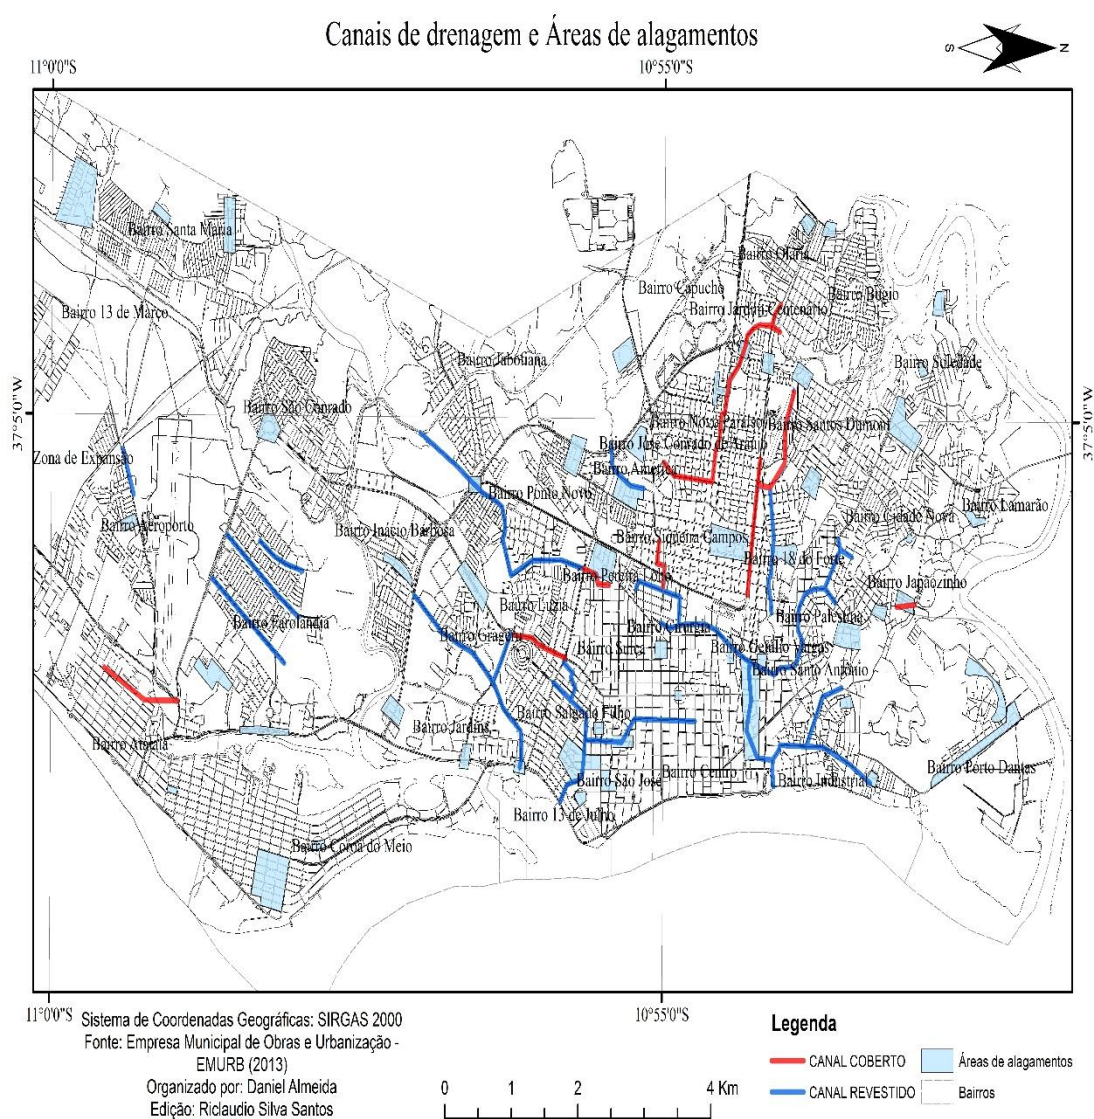 Canais de drenagem e Áreas de alagamentos
S
N
11°0'0"S
10°55'0"S
37°5'0"W
37°5'0"W
Bairro Santa Maria
Bairro Olaria
Bairro Capucho
Bairro Bugio
Bairro Jardim Centenário
Bairro 13 de Março
Bairro Jabotiana
Bairro Soledade
Bairro São Conrado
Bairro Novo Paraíso
Bairro Santos Dumont
Bairro José Conrado de Araújo
Zona de Expansão
Bairro América
Bairro Ponto Novo
Bairro Lamarão
Bairro Cidade Nova
Bairro Aeroporto
Bairro Inácio Barbosa
Bairro Siqueira Campos
Bairro 18 do Forte
Bairro Pereira Lobo
Bairro Japãozinho
Bairro Luzia
Bairro Palestina
Bairro Farolândia
Bairro Cirurgia
Bairro Grageru
Bairro Suíça
Bairro Getúlio Vargas
Bairro Santo Antônio
Bairro Salgado Filho
Bairro Jardins
Bairro Atalaia
Bairro Porto Dantas
Bairro Centro
Bairro São José
Bairro Industrial
Bairro 13 de Julho
Bairro Coroa do Meio
11°0'0"S
10°55'0"S
Sistema de Coordenadas Geográficas: SIRGAS 2000
Fonte: Empresa Municipal de Obras e Urbanização -
EMURB (2013)
Organizado por: Daniel Almeida
Edição: Riclaudio Silva Santos
0 1 2 4 Km
Legenda
CANAL COBERTO
Áreas de alagamentos
CANAL REVESTIDO
Bairros